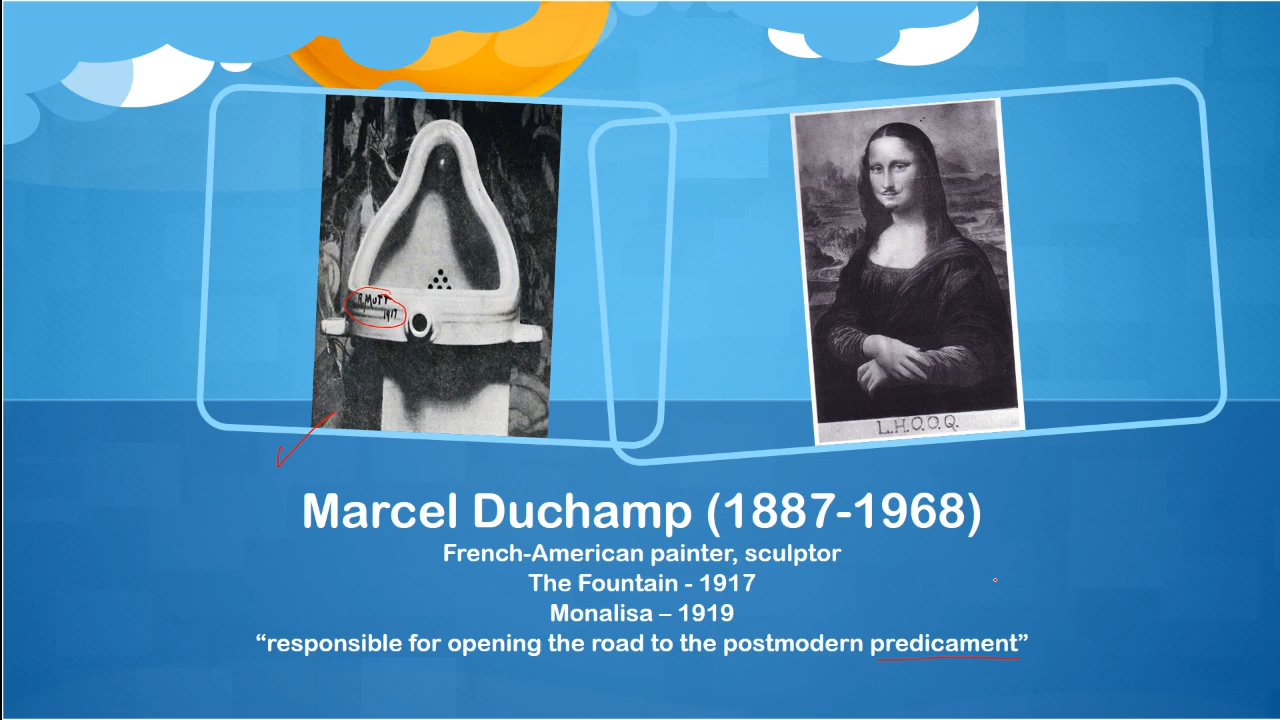 R.MUTT
1917
L.H.O.O.Q.
Marcel Duchamp (1887-1968)
French-American painter, sculptor
The Fountain - 1917
Monalisa – 1919
“responsible for opening the road to the postmodern predicament”